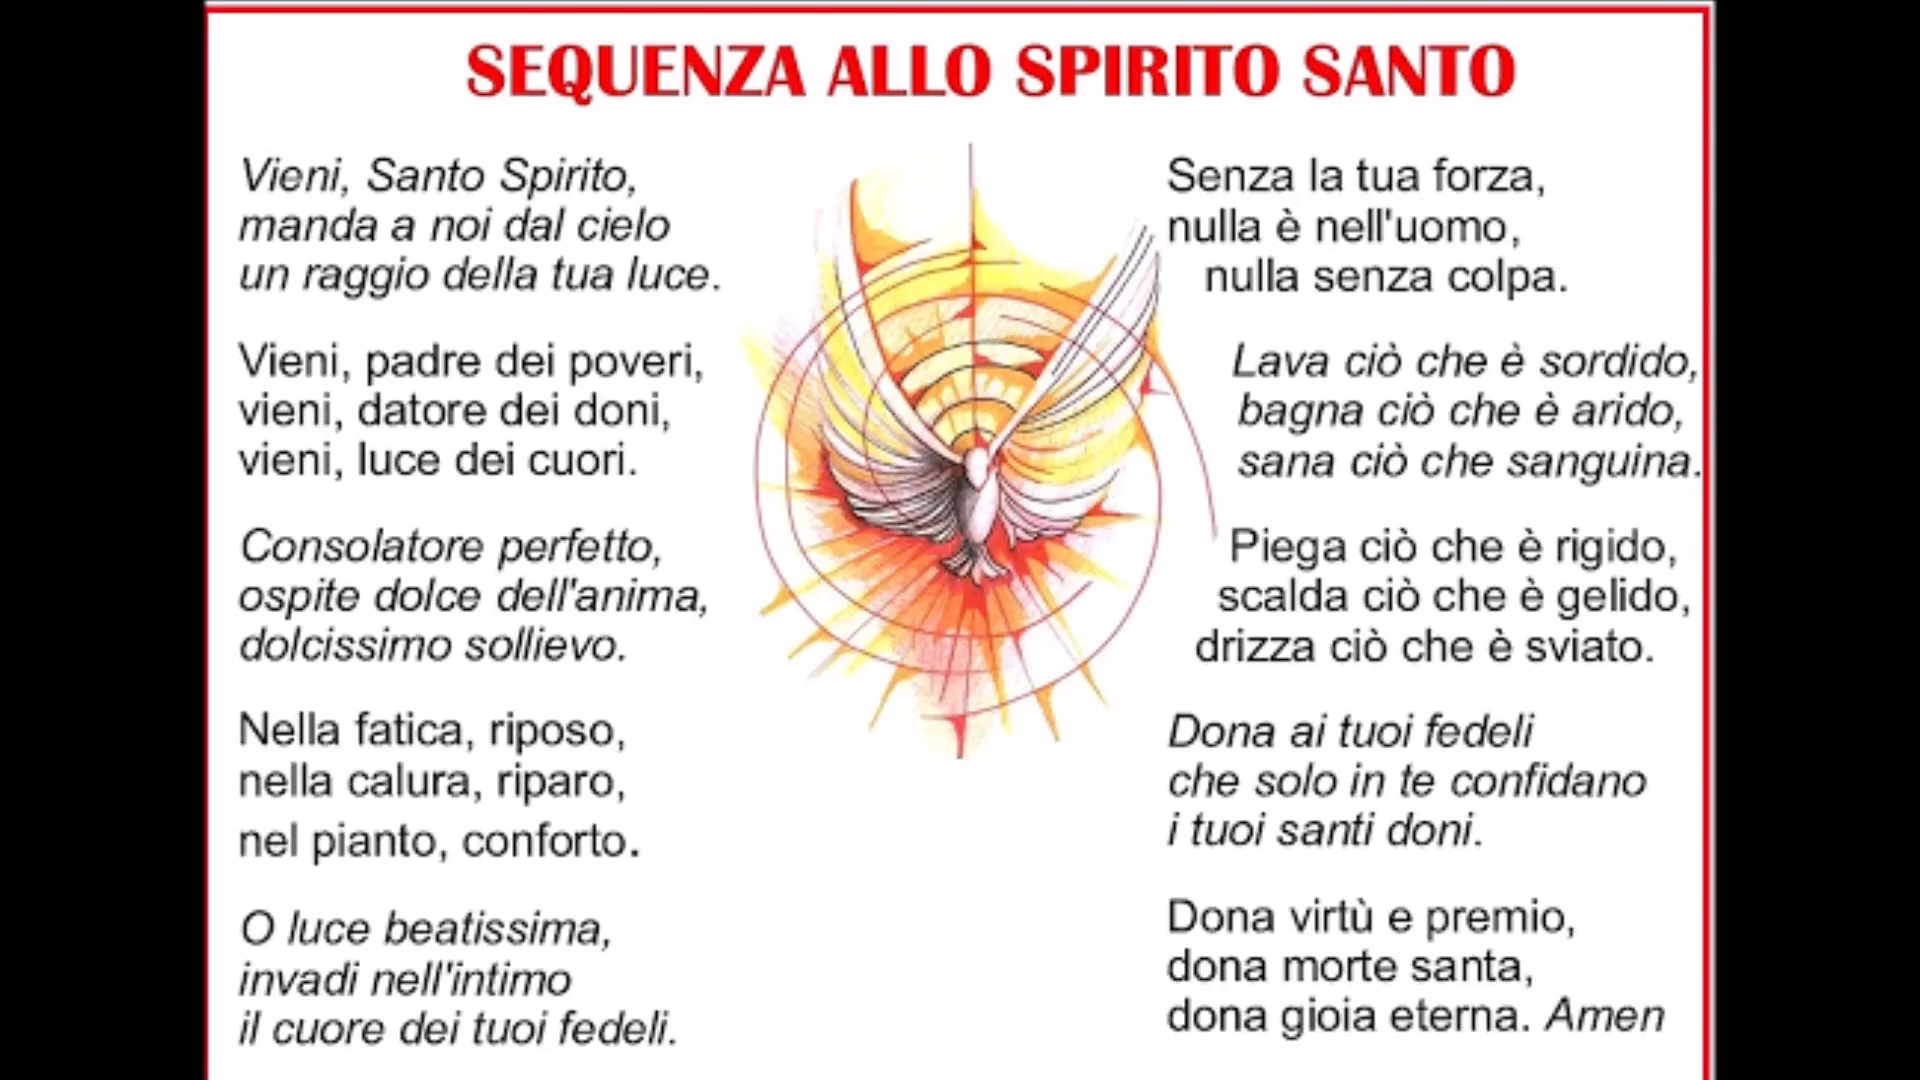 SEQUENZA ALLO SPIRITO SANTO
Vieni, Santo Spirito,
manda a noi dal cielo
un raggio della tua luce.
Vieni, padre dei poveri,
vieni, datore dei doni,
vieni, luce dei cuori.
Consolatore perfetto,
ospite dolce dell'anima,
dolcissimo sollievo.
Nella fatica, riposo,
nella calura, riparo,
nel pianto, conforto.
O luce beatissima,
invadi nell'intimo
il cuore dei tuoi fedeli.
Senza la tua forza,
nulla è nell'uomo,
nulla senza colpa.
Lava ciò che è sordido,
bagna ciò che è arido,
sana ciò che sanguina.
Piega ciò che è rigido,
scalda ciò che è gelido,
drizza ciò che è sviato.
Dona ai tuoi fedeli
che solo in te confidano
i tuoi santi doni.
Dona virtù e premio,
dona morte santa,
dona gioia eterna. Amen